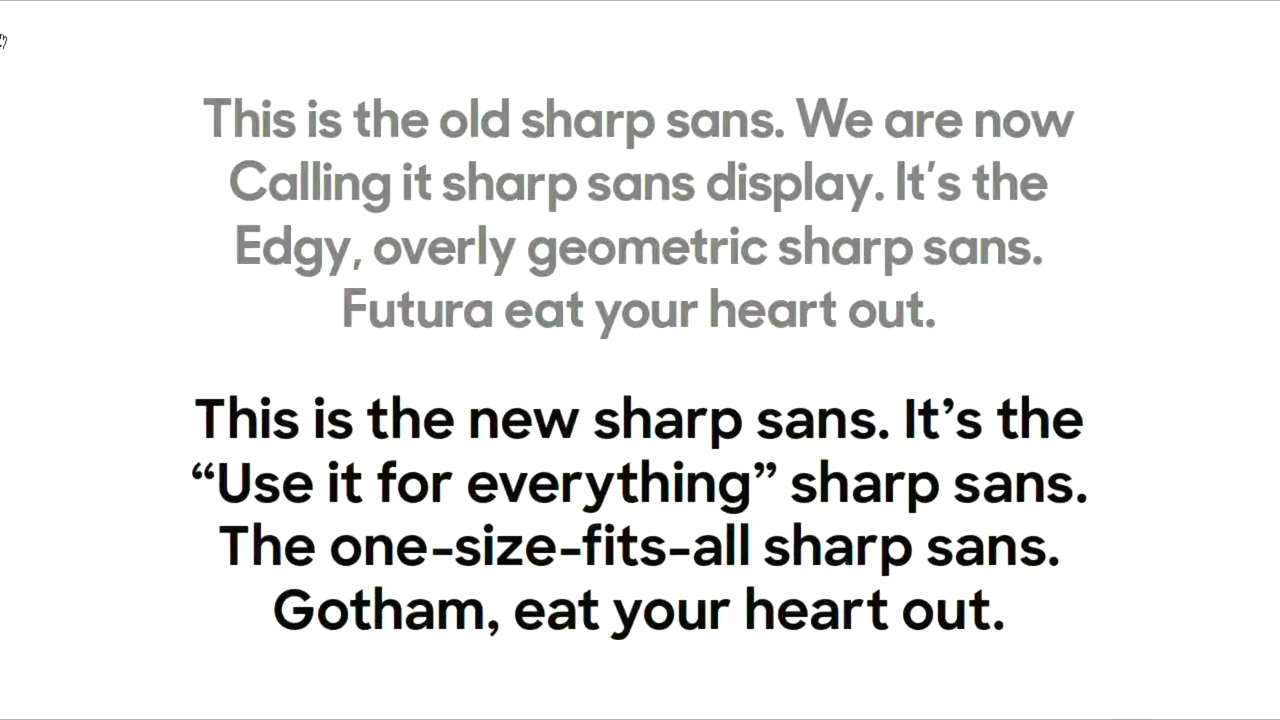 This is the old sharp sans. We are now
Calling it sharp sans display. It’s the
Edgy, overly geometric sharp sans.
Futura eat your heart out.
This is the new sharp sans. It’s the
“Use it for everything” sharp sans.
The one-size-fits-all sharp sans.
Gotham, eat your heart out.